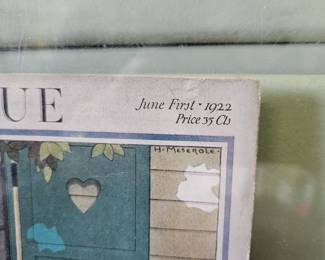 UE
June First · 1922
Price 35 Cts
H·MESEROLE·